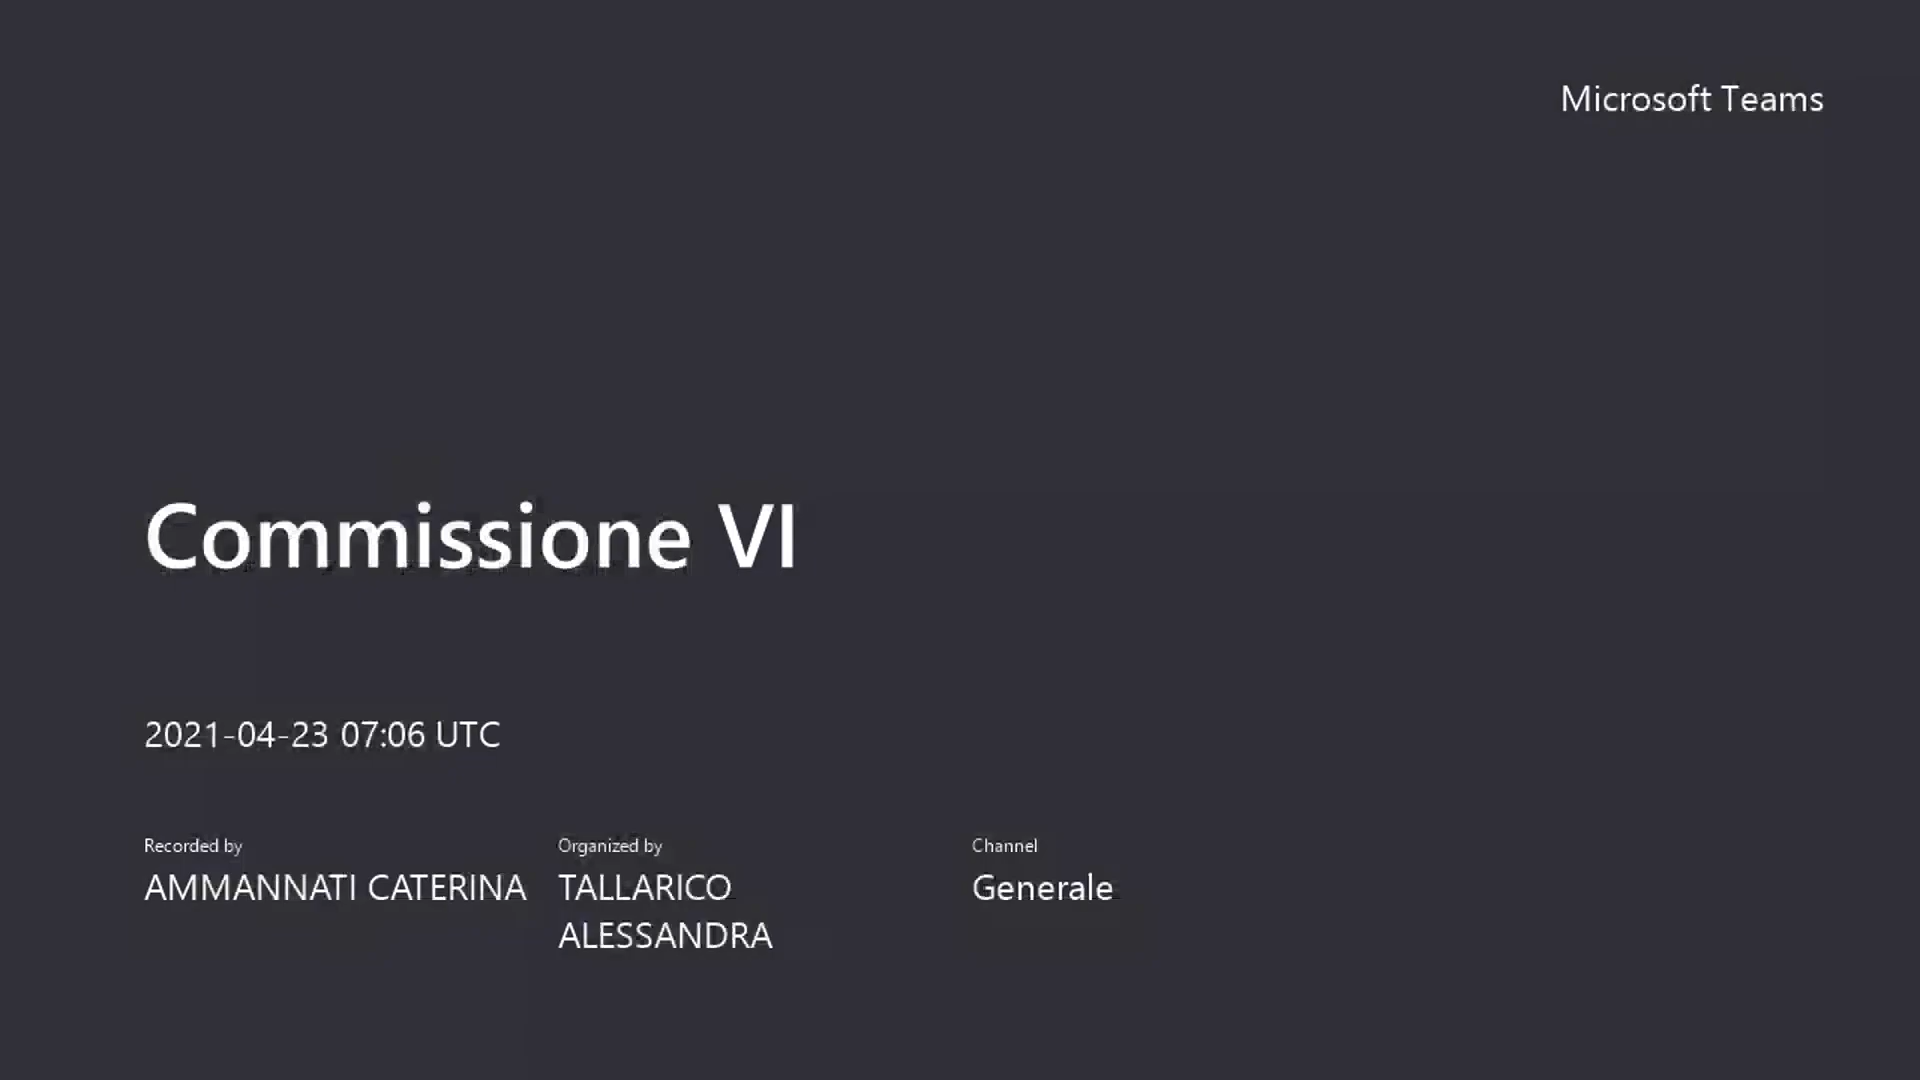 Microsoft Teams
Commissione VI
2021-04-23 07:06 UTC
Recorded by
AMMANNATI CATERINA
Organized by
TALLARICO
ALESSANDRA
Channel
Generale